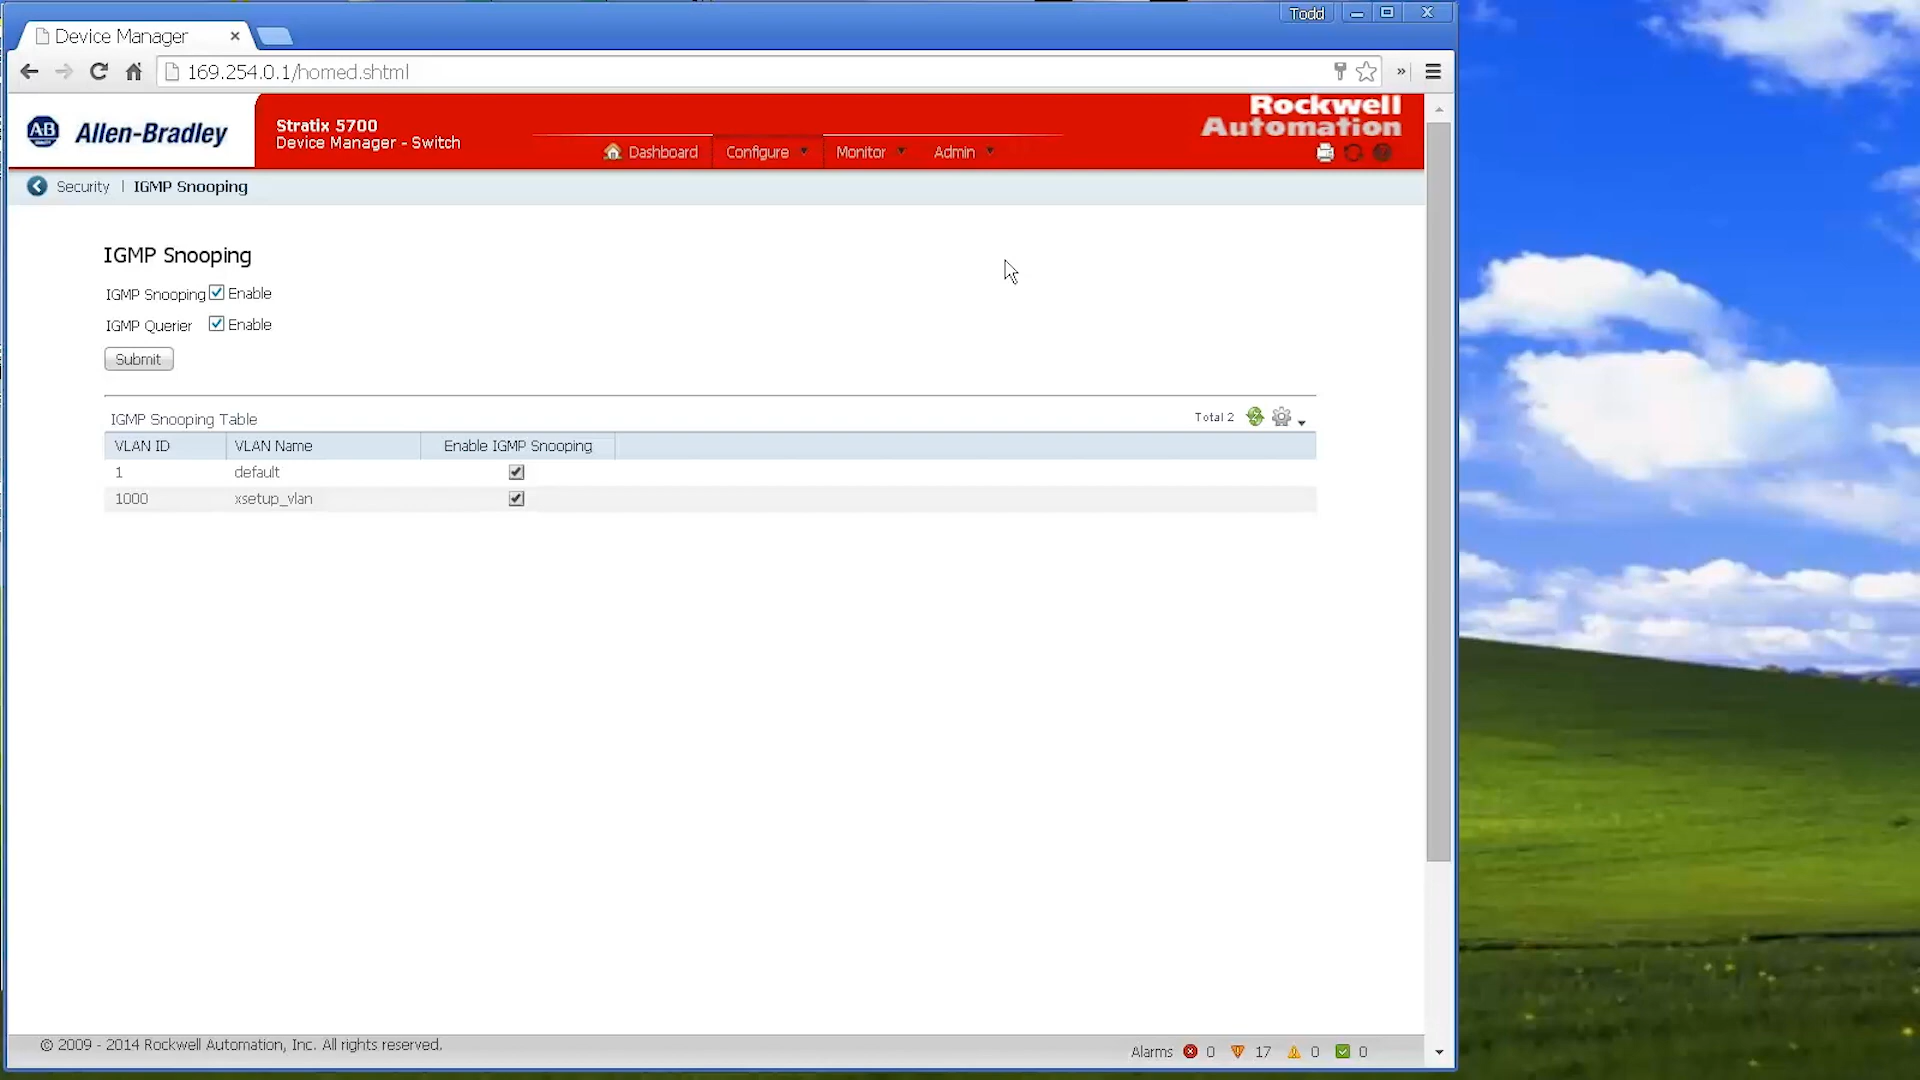 Todd
Device Manager
169.254.0.1/homed.shtml
Allen-Bradley
AB
Stratix 5700
Device Manager - Switch
Rockwell
Automation
Dashboard
Configure
Monitor
Admin
Security | IGMP Snooping
IGMP Snooping
IGMP Snooping Enable
IGMP Querier Enable
Submit
IGMP Snooping Table
Total 2
VLAN ID VLAN Name Enable IGMP Snooping
1 default
1000 xsetup_vlan
© 2009 - 2014 Rockwell Automation, Inc. All rights reserved.
Alarms 0 17 0 0